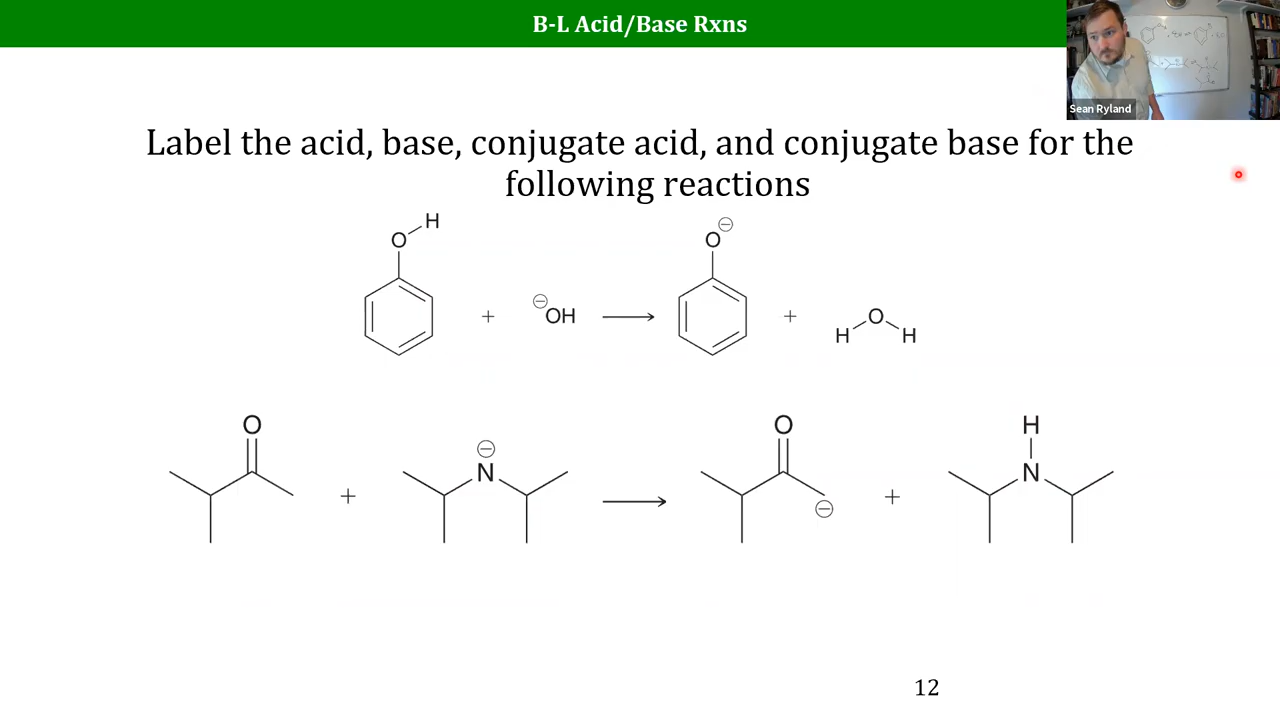 B-L Acid/Base Rxns
Sean Ryland
Label the acid, base, conjugate acid, and conjugate base for the
following reactions
H
O
+
⊖OH
⊖
O
+
H O H
O
+
⊖
N
O
⊖
+
H
N
12